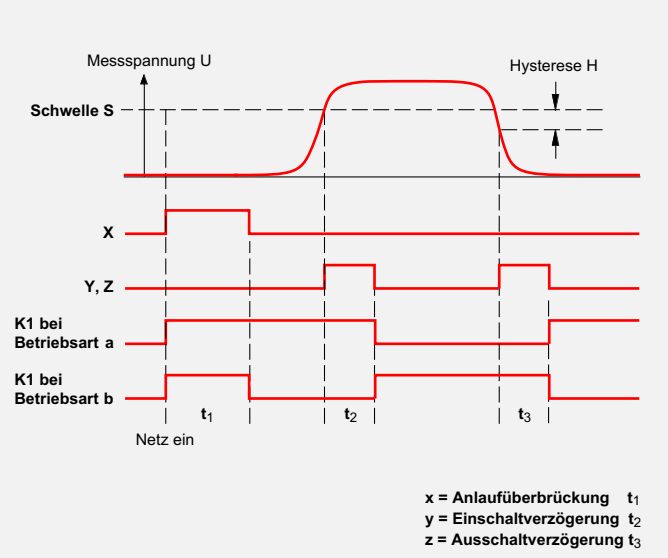 Messspannung U
Hysterese H
Schwelle S
X
Y, Z
K1 bei
Betriebsart a
K1 bei
Betriebsart b
t1 t2 t3
Netz ein
x = Anlaufüberbrückung t1
y = Einschaltverzögerung t2
z = Ausschaltverzögerung t3